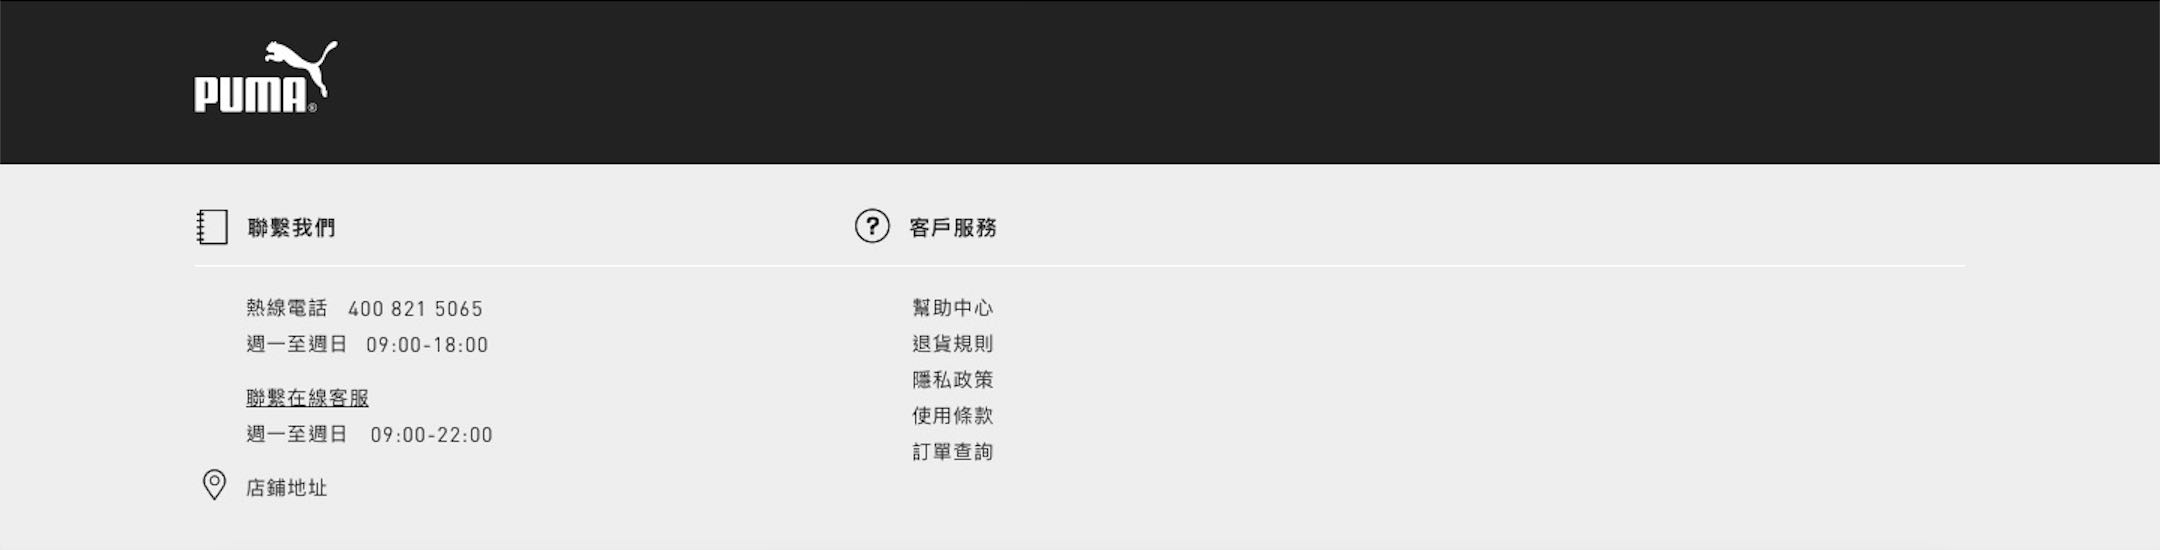 PUMA®
聯繫我們
熱線電話 400 821 5065
週一至週日 09:00-18:00
聯繫在線客服
週一至週日 09:00-22:00
店鋪地址
客戶服務
幫助中心
退貨規則
隱私政策
使用條款
訂單查詢